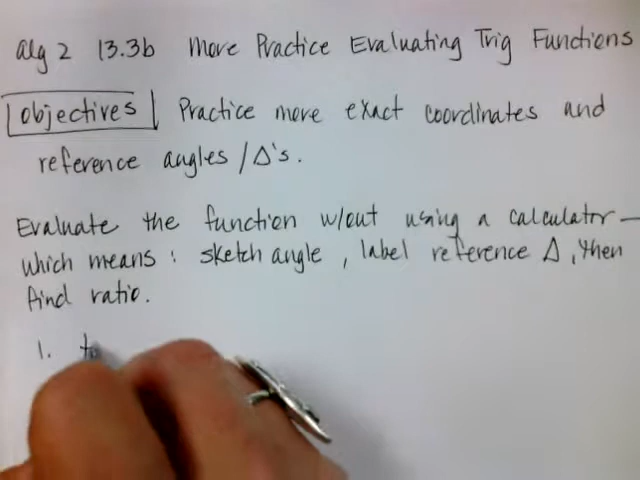 alg 2 13.3b More Practice Evaluating Trig Functions
Objectives Practice more exact coordinates and
reference angles / Δ's.
Evaluate the function w/out using a calculator —
which means : sketch angle , label reference Δ , then
find ratio.
1. ta